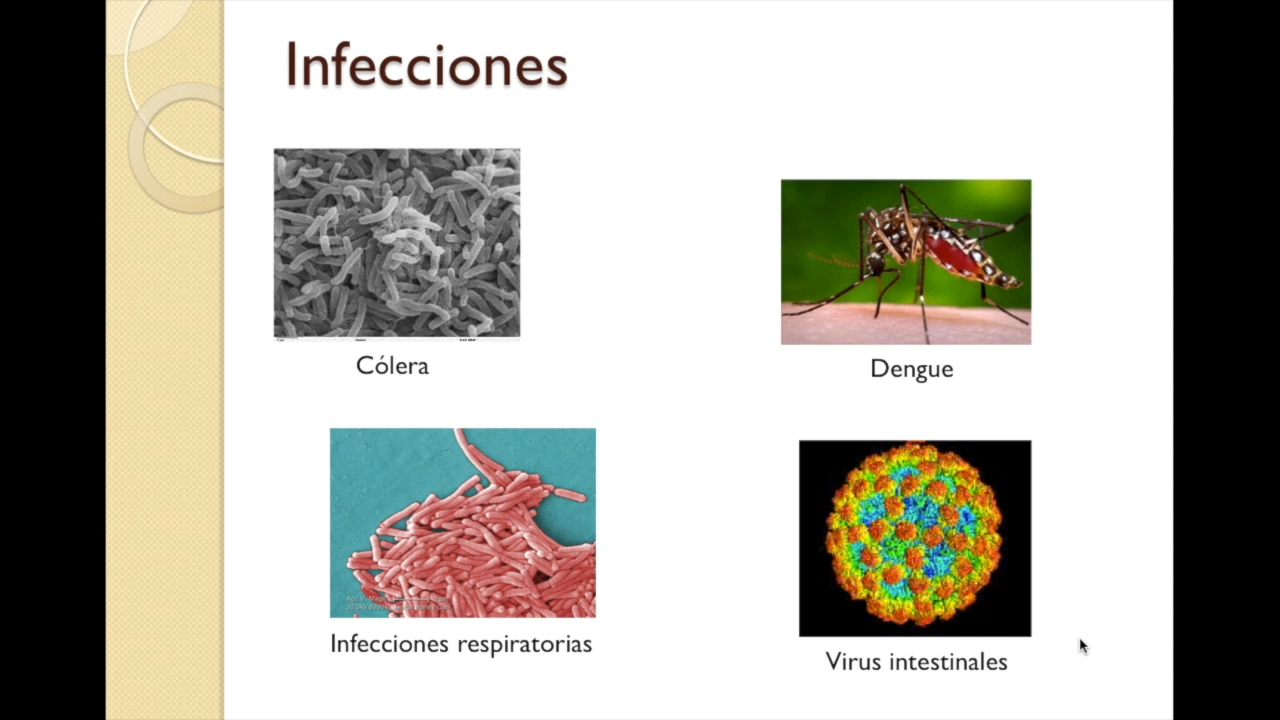 Infecciones
Cólera
Dengue
Infecciones respiratorias
Virus intestinales